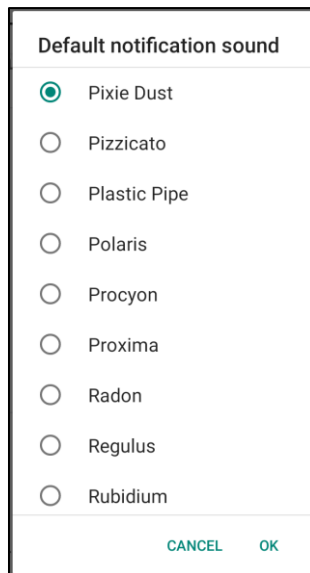 Default notification sound
Pixie Dust
Pizzicato
Plastic Pipe
Polaris
Procyon
Proxima
Radon
Regulus
Rubidium
CANCEL OK